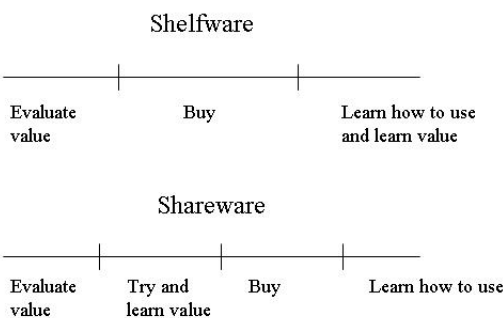 Shelfware
Evaluate value
Buy
Learn how to use and learn value
Shareware
Evaluate value
Try and learn value
Buy
Learn how to use